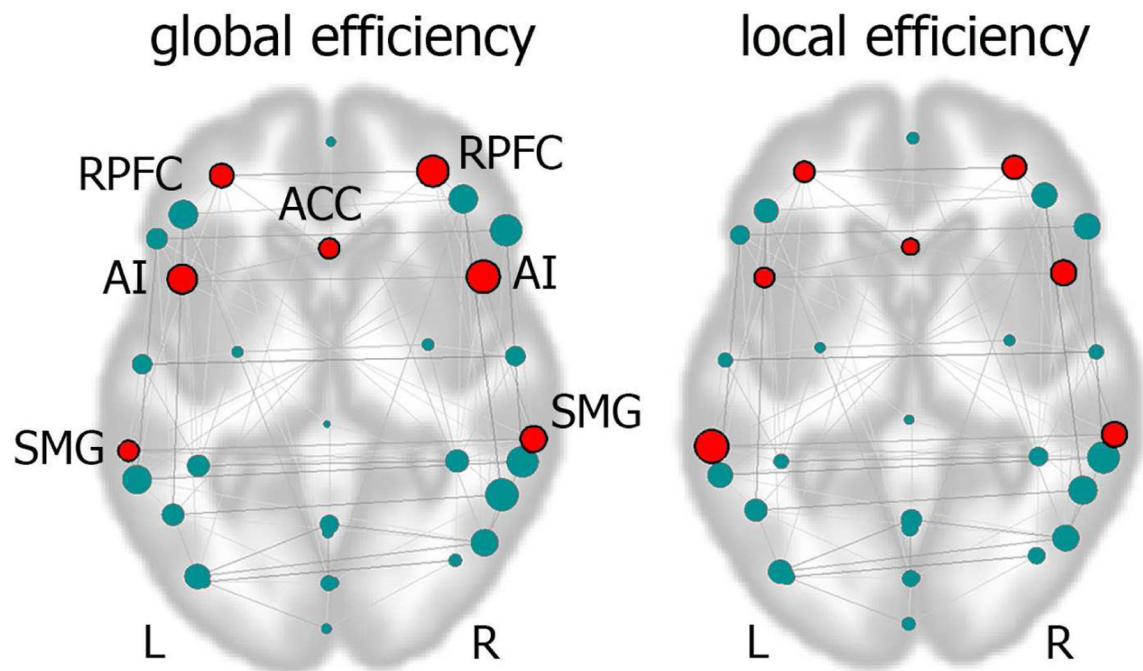 global efficiency
local efficiency
RPFC
RPFC
ACC
AI
AI
SMG
SMG
L
R
L
R